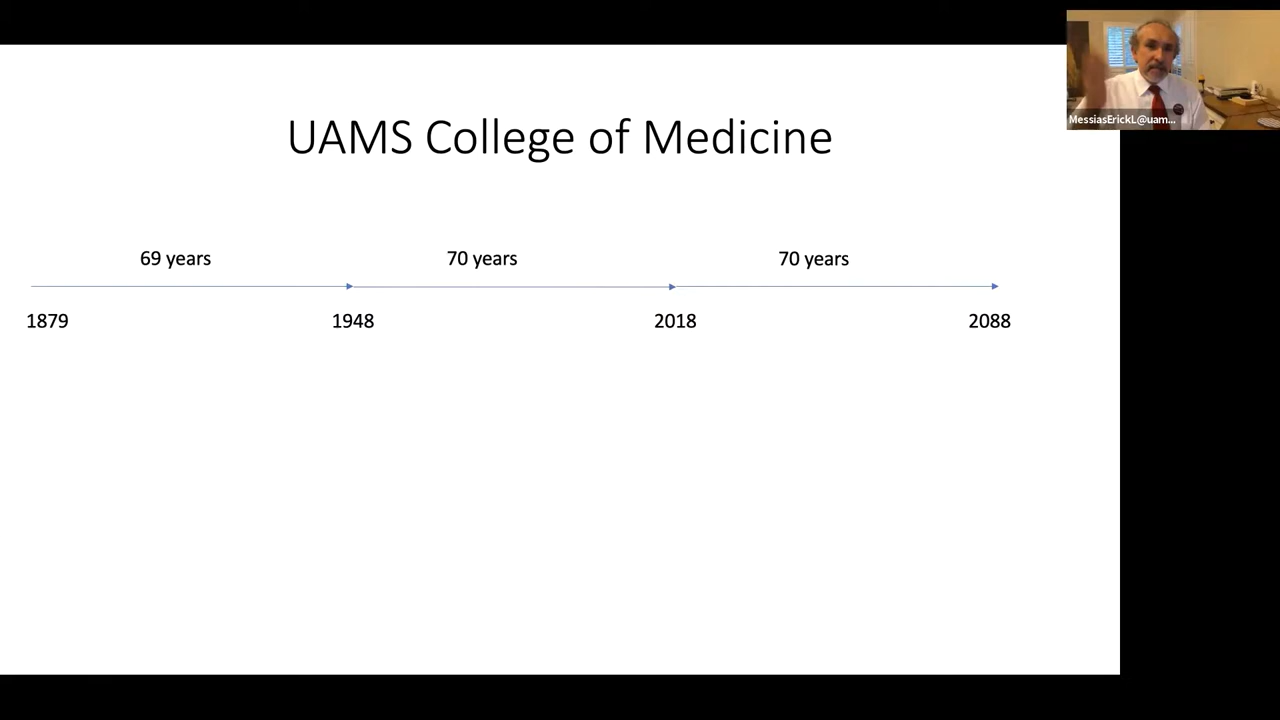 UAMS College of Medicine
69 years
70 years
70 years
1879
1948
2018
2088
MessiasErickL@uam...